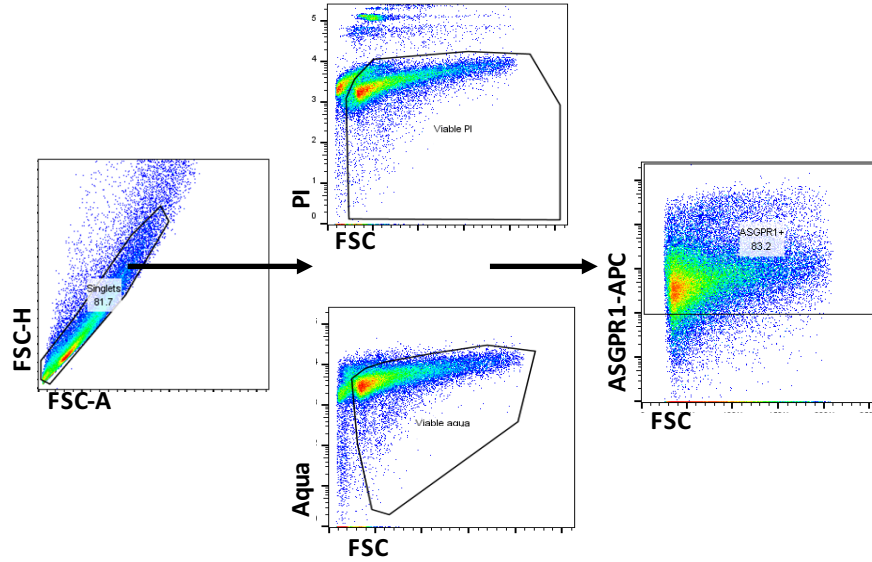 5
4
3
2
1
0
PI
Viable PI
FSC
FSC-H
Singlets
81.7
FSC-A
ASGPR1-APC
ASGPR1+
83.2
FSC
Aqua
Viable aqua
FSC